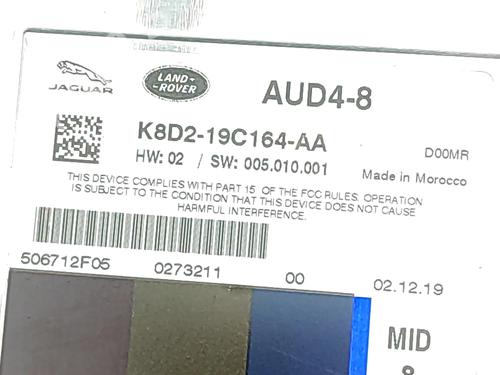 JAGUAR
LAND-
ROVER
AUD4-8
K8D2-19C164-AA
D00MR
HW: 02 / SW: 005.010.001
Made in Morocco
THIS DEVICE COMPLIES WITH PART 15 OF THE FCC RULES. OPERATION
IS SUBJECT TO THE CONDITION THAT THIS DEVICE DOES NOT CAUSE
HARMFUL INTERFERENCE.
506712F05 0273211 00 02.12.19
MID
8